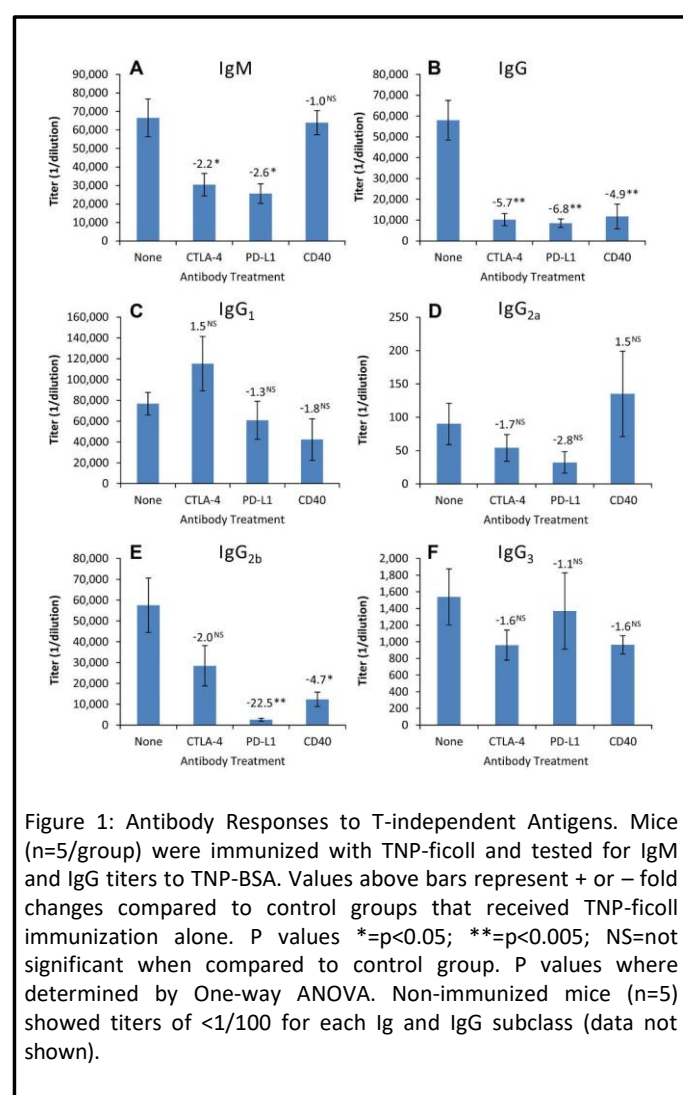 A IgM
90,000
80,000
70,000
60,000
50,000
40,000
30,000
20,000
10,000
0
Titer (1/dilution)
-2.2*
-2.6*
-1.0NS
None CTLA-4 PD-L1 CD40
Antibody Treatment
B IgG
80,000
70,000
60,000
50,000
40,000
30,000
20,000
10,000
0
Titer (1/dilution)
-5.7**
-6.8**
-4.9**
None CTLA-4 PD-L1 CD40
Antibody Treatment
C IgG1
160,000
140,000
120,000
100,000
80,000
60,000
40,000
20,000
0
Titer (1/dilution)
1.5NS
-1.3NS
-1.8NS
None CTLA-4 PD-L1 CD40
Antibody Treatment
D IgG2a
250
200
150
100
50
0
Titer (1/dilution)
-1.7NS
-2.8NS
1.5NS
None CTLA-4 PD-L1 CD40
Antibody Treatment
E IgG2b
80,000
70,000
60,000
50,000
40,000
30,000
20,000
10,000
0
Titer (1/dilution)
-2.0NS
-22.5**
-4.7*
None CTLA-4 PD-L1 CD40
Antibody Treatment
F IgG3
2,000
1,800
1,600
1,400
1,200
1,000
800
600
400
200
0
Titer (1/dilution)
-1.6NS
-1.1NS
-1.6NS
None CTLA-4 PD-L1 CD40
Antibody Treatment
Figure 1: Antibody Responses to T-independent Antigens. Mice
(n=5/group) were immunized with TNP-ficoll and tested for IgM
and IgG titers to TNP-BSA. Values above bars represent + or – fold
changes compared to control groups that received TNP-ficoll
immunization alone. P values *=p<0.05; **=p<0.005; NS=not
significant when compared to control group. P values where
determined by One-way ANOVA. Non-immunized mice (n=5)
showed titers of <1/100 for each Ig and IgG subclass (data not
shown).